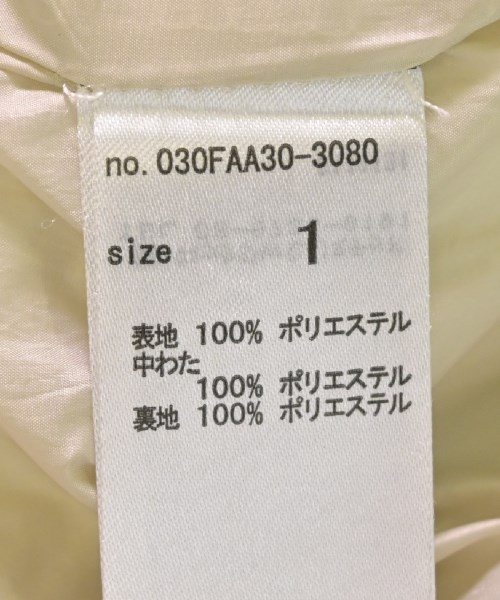 no. 030FAA30-3080
size 1
表地 100% ポリエステル
中わた
100% ポリエステル
裏地 100% ポリエステル